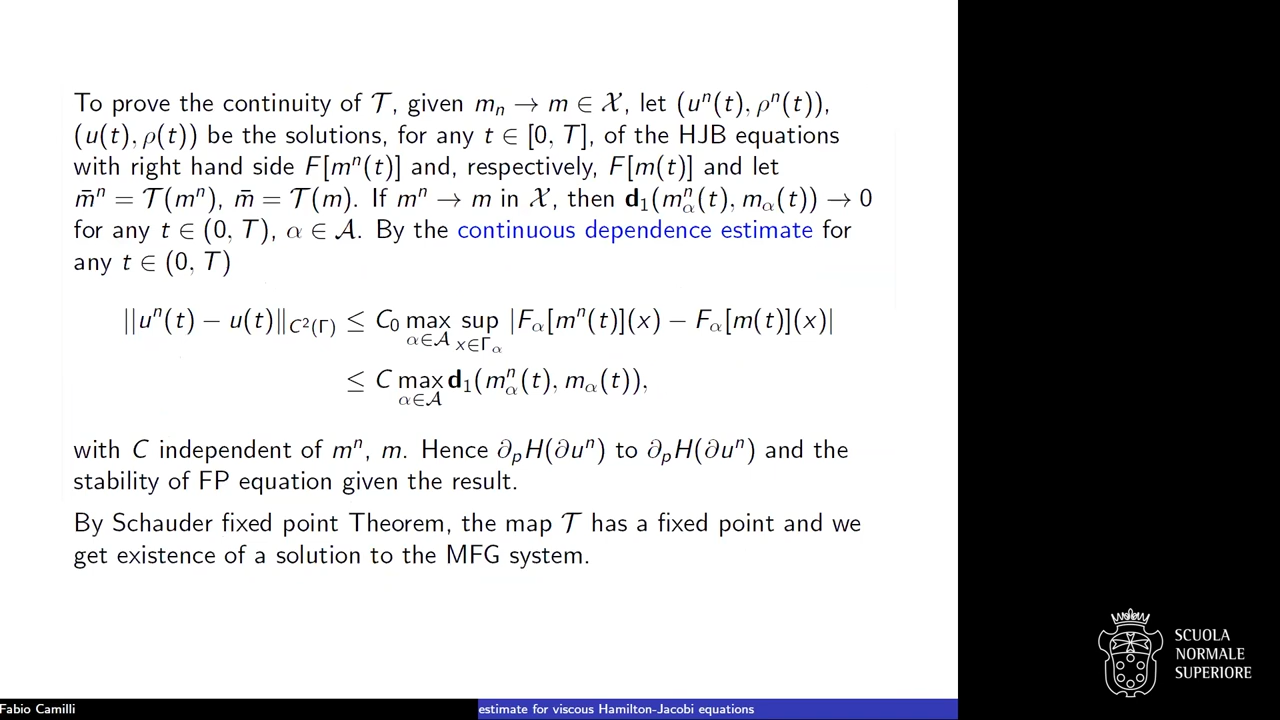 To prove the continuity of 𝒯, given mₙ → m ∈ 𝒳, let (uⁿ(t), ρⁿ(t)),
(u(t), ρ(t)) be the solutions, for any t ∈ [0, T], of the HJB equations
with right hand side F[mⁿ(t)] and, respectively, F[m(t)] and let
m̄ⁿ = 𝒯(mⁿ), m̄ = 𝒯(m). If mⁿ → m in 𝒳, then d₁(mⁿ_α(t), m_α(t)) → 0
for any t ∈ (0, T), α ∈ 𝒜. By the continuous dependence estimate for
any t ∈ (0, T)
||uⁿ(t) − u(t)||_{C²(Γ)} ≤ C₀ max_{α∈𝒜} sup_{x∈Γ_α} |F_α[mⁿ(t)](x) − F_α[m(t)](x)|
≤ C max_{α∈𝒜} d₁(mⁿ_α(t), m_α(t)),
with C independent of mⁿ, m. Hence ∂ₚH(∂uⁿ) to ∂ₚH(∂uⁿ) and the
stability of FP equation given the result.
By Schauder fixed point Theorem, the map 𝒯 has a fixed point and we
get existence of a solution to the MFG system.
SCUOLA
NORMALE
SUPERIORE
Fabio Camilli
estimate for viscous Hamilton-Jacobi equations